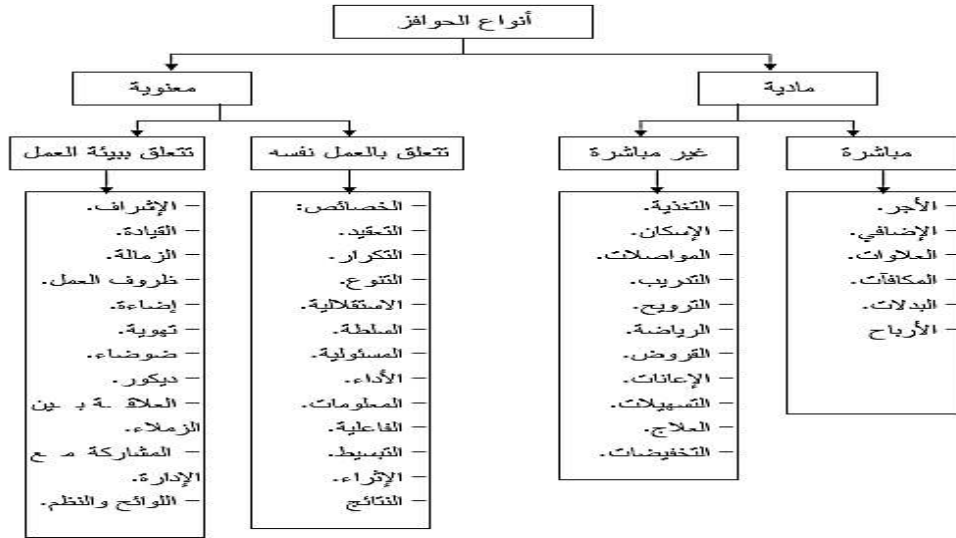 أنواع الحوافز
مادية
معنوية
مباشرة
غير مباشرة
تتعلق بالعمل نفسه
تتعلق ببيئة العمل
– الأجر.
– الإضافي.
– العلاوات.
– المكافآت.
– البدلات.
– الأرباح
– التغذية.
– الإسكان.
– المواصلات.
– التدريب.
– الترويح.
– الرياضة.
– القروض.
– الإعانات.
– التسهيلات.
– العلاج.
– التخفيضات.
– الخصائص:
– التعقيد.
– التكرار.
– التنوع.
– الاستقلالية.
– السلطة.
– المسئولية.
– الأداء.
– المعلومات.
– الفاعلية.
– التبسيط.
– الإثراء.
– النتائج
– الإشراف.
– القيادة.
– الزمالة.
– ظروف العمل.
– إضاءة.
– تهوية.
– ضوضاء.
– ديكور.
– العلاقة بين
الزملاء.
– المشاركة مع
الإدارة.
– اللوائح والنظم.